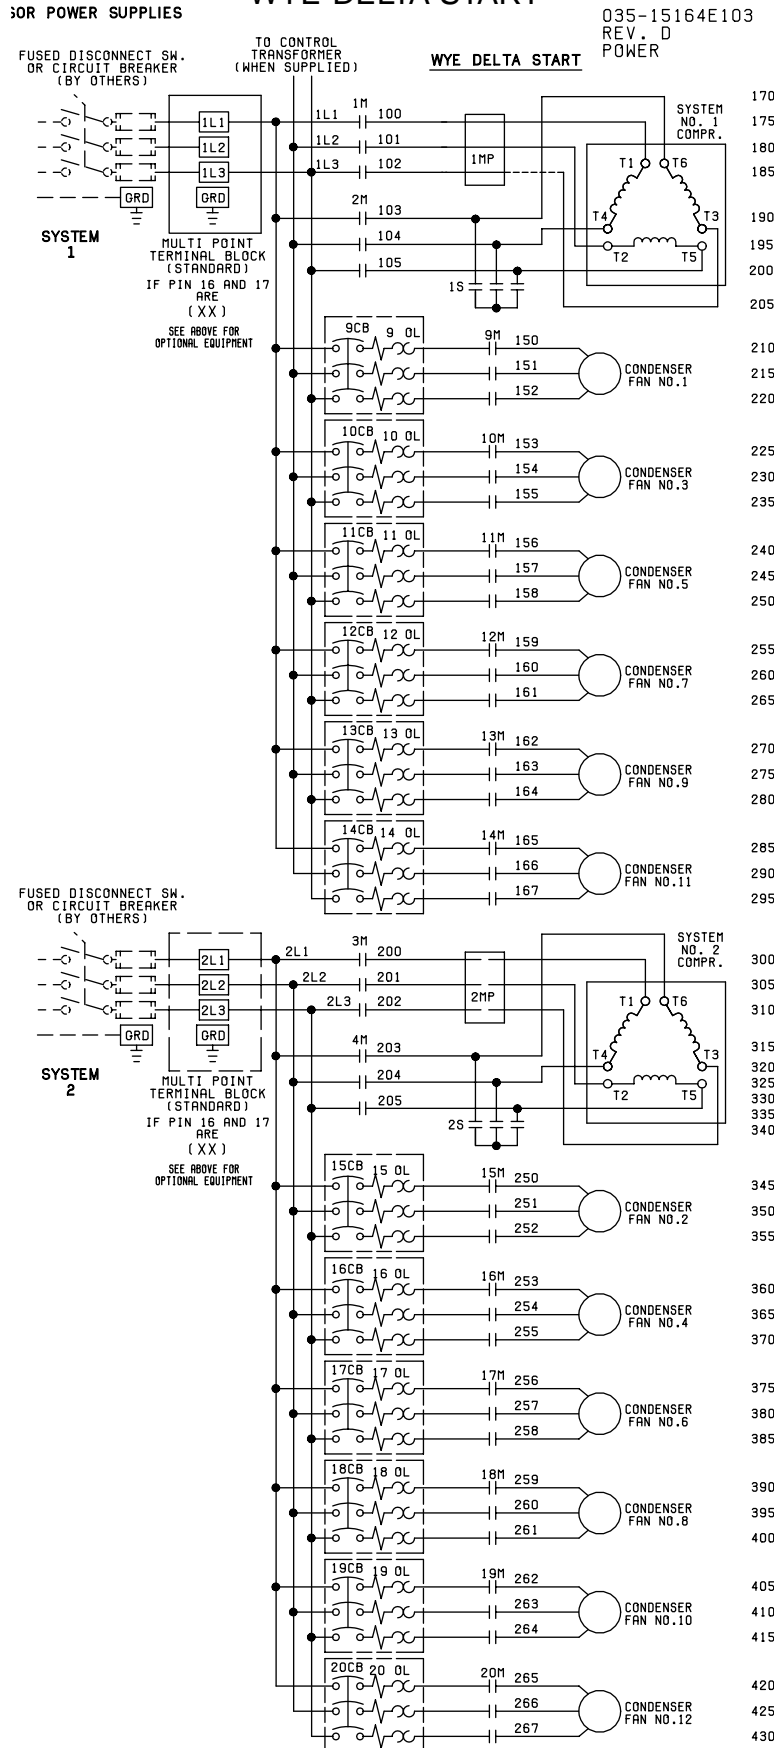 WYE DELTA START
SOR POWER SUPPLIES
035-15164E103
REV. D
POWER
TO CONTROL
TRANSFORMER
(WHEN SUPPLIED)
WYE DELTA START
FUSED DISCONNECT SW.
OR CIRCUIT BREAKER
(BY OTHERS)
SYSTEM
NO. 1
COMPR.
170
1L1 1L1 1M 100 175
1L2 1L2 101 1MP 180
1L3 1L3 102 T1 T6 185
GRD GRD
2M 103 T4 T3 190
104 195
T2 T5
105 200
1S
205
SYSTEM
1
MULTI POINT
TERMINAL BLOCK
(STANDARD)
IF PIN 16 AND 17
ARE
(XX)
SEE ABOVE FOR
OPTIONAL EQUIPMENT
9CB 9 OL 9M 150 210
151 CONDENSER 215
FAN NO.1
152 220
10CB 10 OL 10M 153 225
154 CONDENSER 230
FAN NO.3
155 235
11CB 11 OL 11M 156 240
157 CONDENSER 245
FAN NO.5
158 250
12CB 12 OL 12M 159 255
160 CONDENSER 260
FAN NO.7
161 265
13CB 13 OL 13M 162 270
163 CONDENSER 275
FAN NO.9
164 280
14CB 14 OL 14M 165 285
166 CONDENSER 290
FAN NO.11
167 295
FUSED DISCONNECT SW.
OR CIRCUIT BREAKER
(BY OTHERS)
SYSTEM
NO. 2
COMPR.
2L1 2L1 3M 200 300
2L2 2L2 201 305
2L3 2L3 202 2MP T1 T6 310
GRD GRD
4M 203 315
T4 T3 320
204 325
T2 T5 330
205 335
2S 340
SYSTEM
2
MULTI POINT
TERMINAL BLOCK
(STANDARD)
IF PIN 16 AND 17
ARE
(XX)
SEE ABOVE FOR
OPTIONAL EQUIPMENT
15CB 15 OL 15M 250 345
251 CONDENSER 350
FAN NO.2
252 355
16CB 16 OL 16M 253 360
254 CONDENSER 365
FAN NO.4
255 370
17CB 17 OL 17M 256 375
257 CONDENSER 380
FAN NO.6
258 385
18CB 18 OL 18M 259 390
260 CONDENSER 395
FAN NO.8
261 400
19CB 19 OL 19M 262 405
263 CONDENSER 410
FAN NO.10
264 415
20CB 20 OL 20M 265 420
266 CONDENSER 425
FAN NO.12
267 430